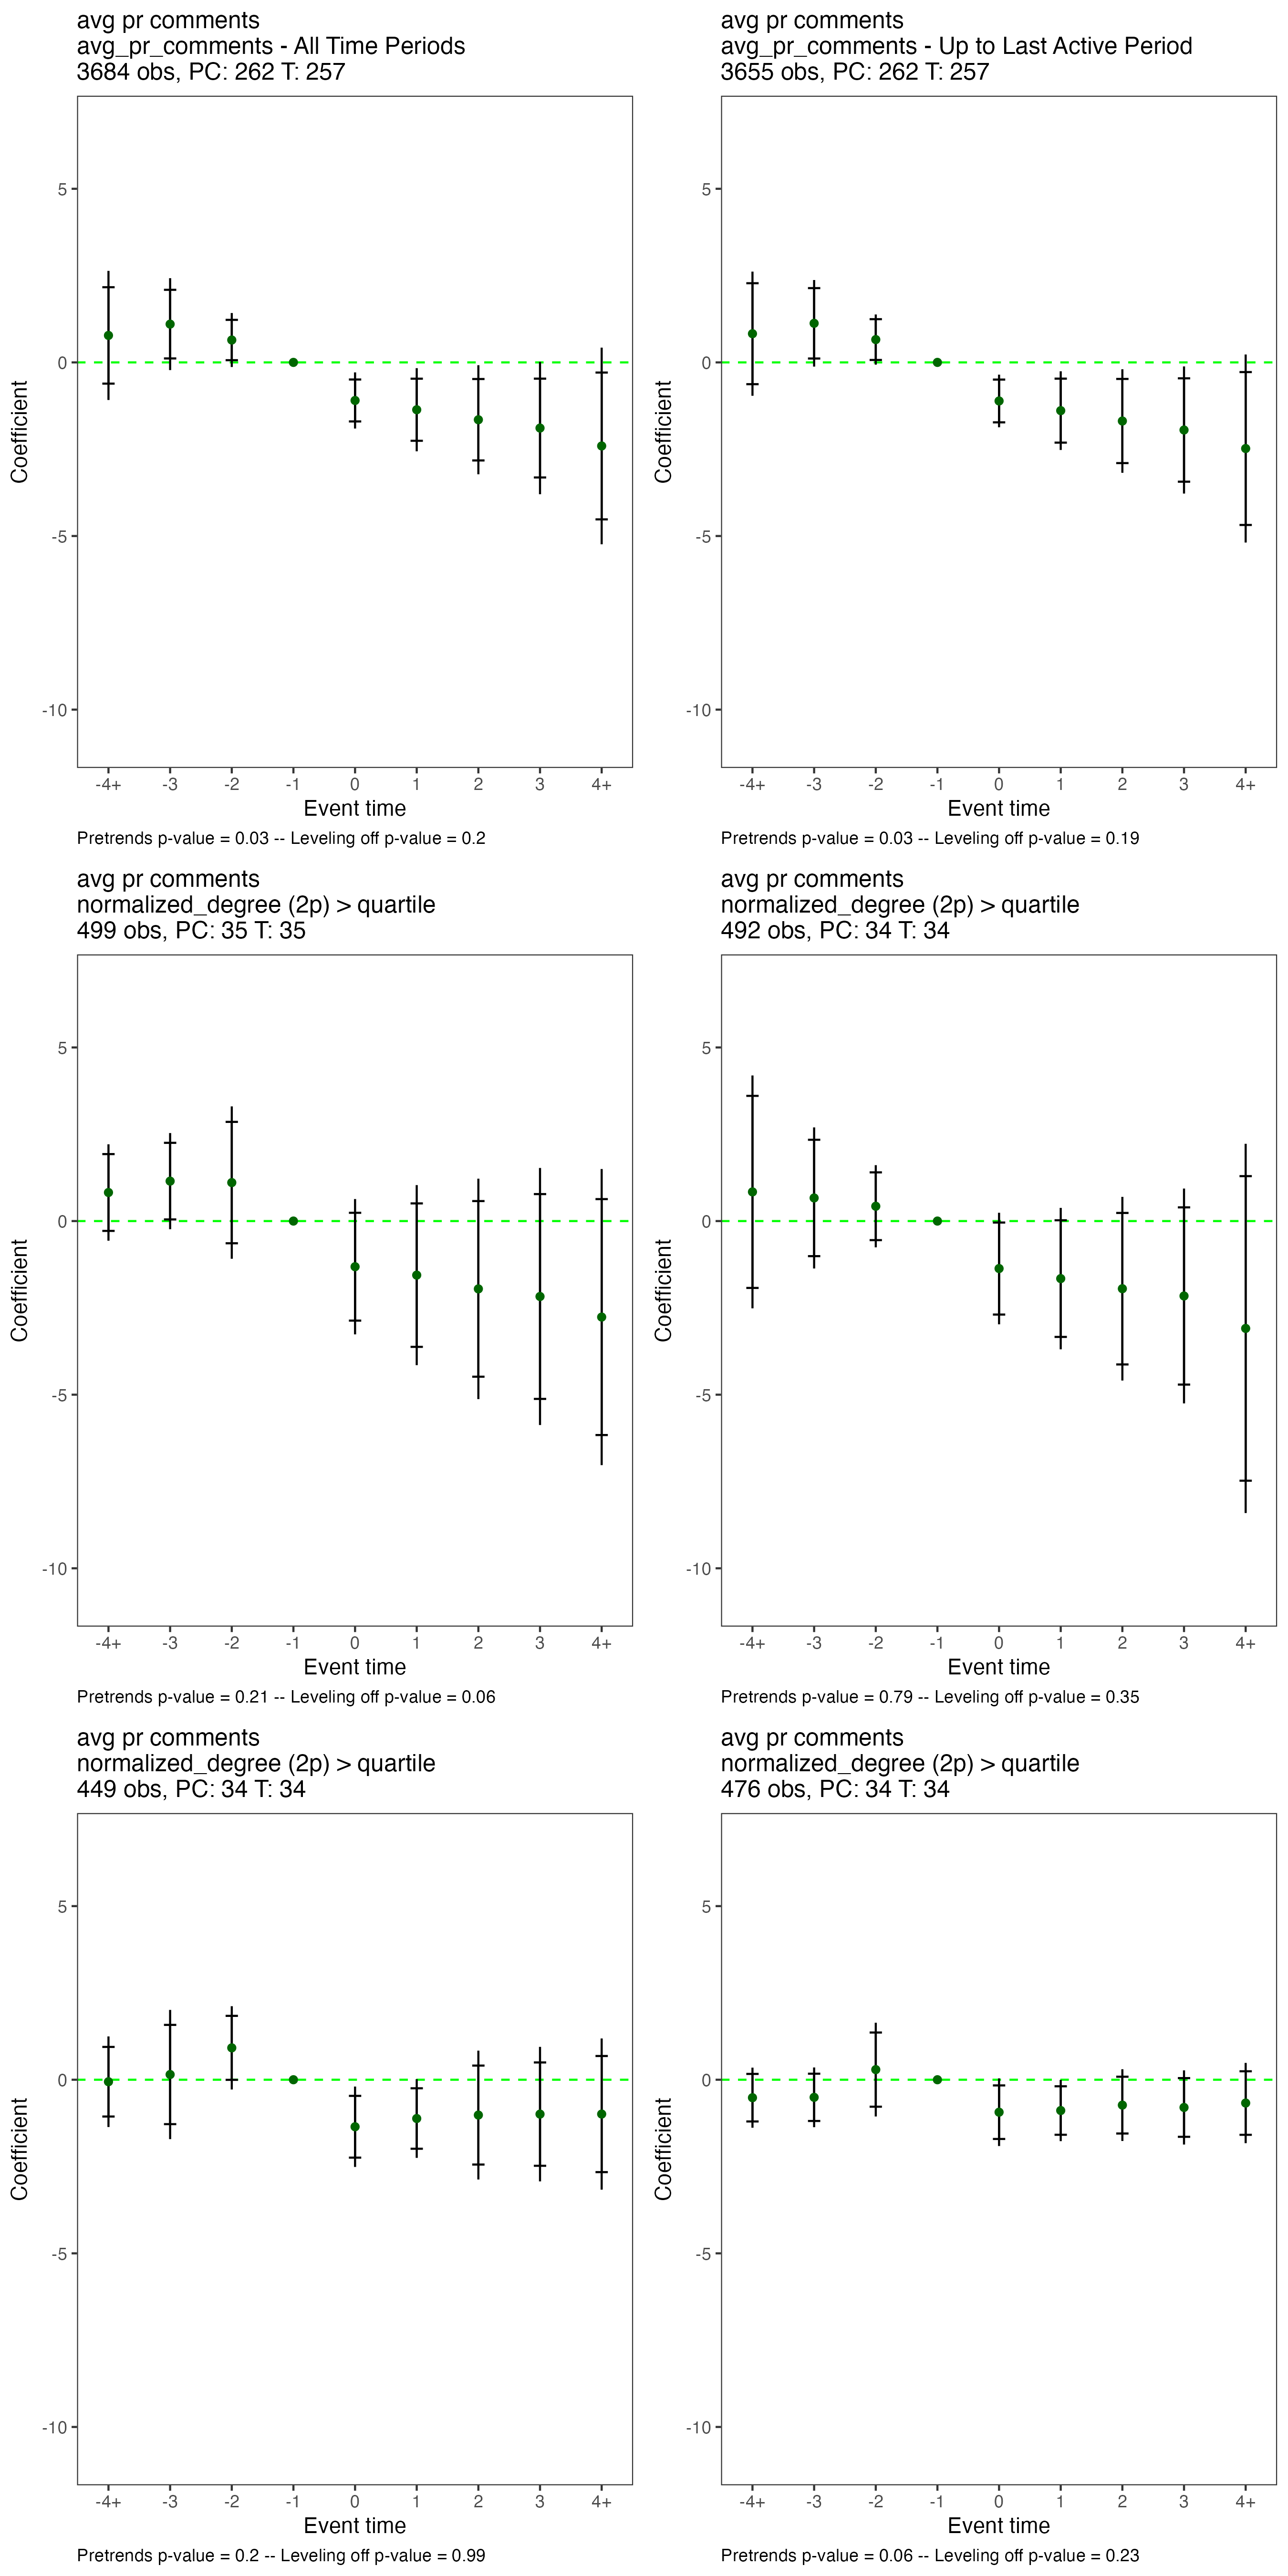 avg pr comments
avg_pr_comments - All Time Periods
3684 obs, PC: 262 T: 257
5
0
-5
-10
Coefficient
-4+ -3 -2 -1 0 1 2 3 4+
Event time
Pretrends p-value = 0.03 -- Leveling off p-value = 0.2
avg pr comments
avg_pr_comments - Up to Last Active Period
3655 obs, PC: 262 T: 257
5
0
-5
-10
Coefficient
-4+ -3 -2 -1 0 1 2 3 4+
Event time
Pretrends p-value = 0.03 -- Leveling off p-value = 0.19
avg pr comments
normalized_degree (2p) > quartile
499 obs, PC: 35 T: 35
5
0
-5
-10
Coefficient
-4+ -3 -2 -1 0 1 2 3 4+
Event time
Pretrends p-value = 0.21 -- Leveling off p-value = 0.06
avg pr comments
normalized_degree (2p) > quartile
492 obs, PC: 34 T: 34
5
0
-5
-10
Coefficient
-4+ -3 -2 -1 0 1 2 3 4+
Event time
Pretrends p-value = 0.79 -- Leveling off p-value = 0.35
avg pr comments
normalized_degree (2p) > quartile
449 obs, PC: 34 T: 34
5
0
-5
-10
Coefficient
-4+ -3 -2 -1 0 1 2 3 4+
Event time
Pretrends p-value = 0.2 -- Leveling off p-value = 0.99
avg pr comments
normalized_degree (2p) > quartile
476 obs, PC: 34 T: 34
5
0
-5
-10
Coefficient
-4+ -3 -2 -1 0 1 2 3 4+
Event time
Pretrends p-value = 0.06 -- Leveling off p-value = 0.23